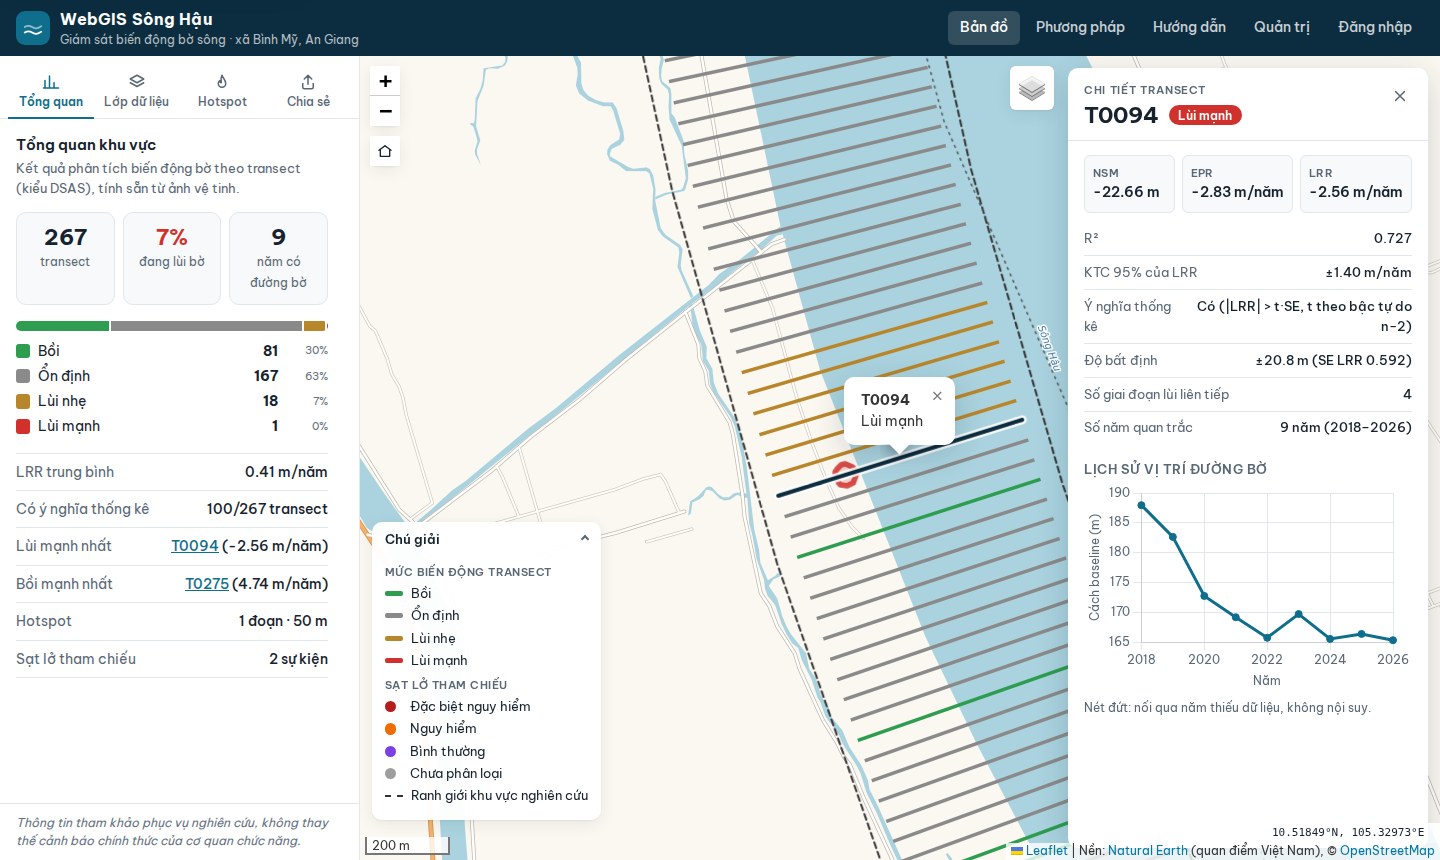 WebGIS Sông Hậu
Giám sát biến động bờ sông · xã Bình Mỹ, An Giang
Bản đồ
Phương pháp
Hướng dẫn
Quản trị
Đăng nhập
Tổng quan
Lớp dữ liệu
Hotspot
Chia sẻ
Tổng quan khu vực
Kết quả phân tích biến động bờ theo transect
(kiểu DSAS), tính sẵn từ ảnh vệ tinh.
267
transect
7%
đang lùi bờ
9
năm có
đường bờ
Bồi 81 30%
Ổn định 167 63%
Lùi nhẹ 18 7%
Lùi mạnh 1 0%
LRR trung bình 0.41 m/năm
Có ý nghĩa thống kê 100/267 transect
Lùi mạnh nhất T0094 (-2.56 m/năm)
Bồi mạnh nhất T0275 (4.74 m/năm)
Hotspot 1 đoạn · 50 m
Sạt lở tham chiếu 2 sự kiện
Thông tin tham khảo phục vụ nghiên cứu, không thay
thế cảnh báo chính thức của cơ quan chức năng.
+
−
Sông Hậu
T0094
Lùi mạnh
Chú giải
MỨC BIẾN ĐỘNG TRANSECT
Bồi
Ổn định
Lùi nhẹ
Lùi mạnh
SẠT LỞ THAM CHIẾU
Đặc biệt nguy hiểm
Nguy hiểm
Bình thường
Chưa phân loại
Ranh giới khu vực nghiên cứu
200 m
CHI TIẾT TRANSECT
T0094 Lùi mạnh
NSM
-22.66 m
EPR
-2.83 m/năm
LRR
-2.56 m/năm
R² 0.727
KTC 95% của LRR ±1.40 m/năm
Ý nghĩa thống Có (|LRR| > t·SE, t theo bậc tự do
kê n−2)
Độ bất định ±20.8 m (SE LRR 0.592)
Số giai đoạn lùi liên tiếp 4
Số năm quan trắc 9 năm (2018–2026)
LỊCH SỬ VỊ TRÍ ĐƯỜNG BỜ
Cách baseline (m)
190
185
180
175
170
165
2018 2020 2022 2024 2026
Năm
Nét đứt: nối qua năm thiếu dữ liệu, không nội suy.
10.51849°N, 105.32973°E
Leaflet | Nền: Natural Earth (quan điểm Việt Nam), © OpenStreetMap